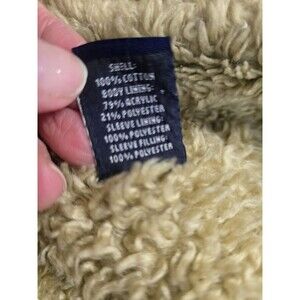 SHELL:
100% COTTON
BODY LINING:
79% ACRYLIC
21% POLYESTER
SLEEVE LINING:
100% POLYESTER
SLEEVE FILLING:
100% POLYESTER